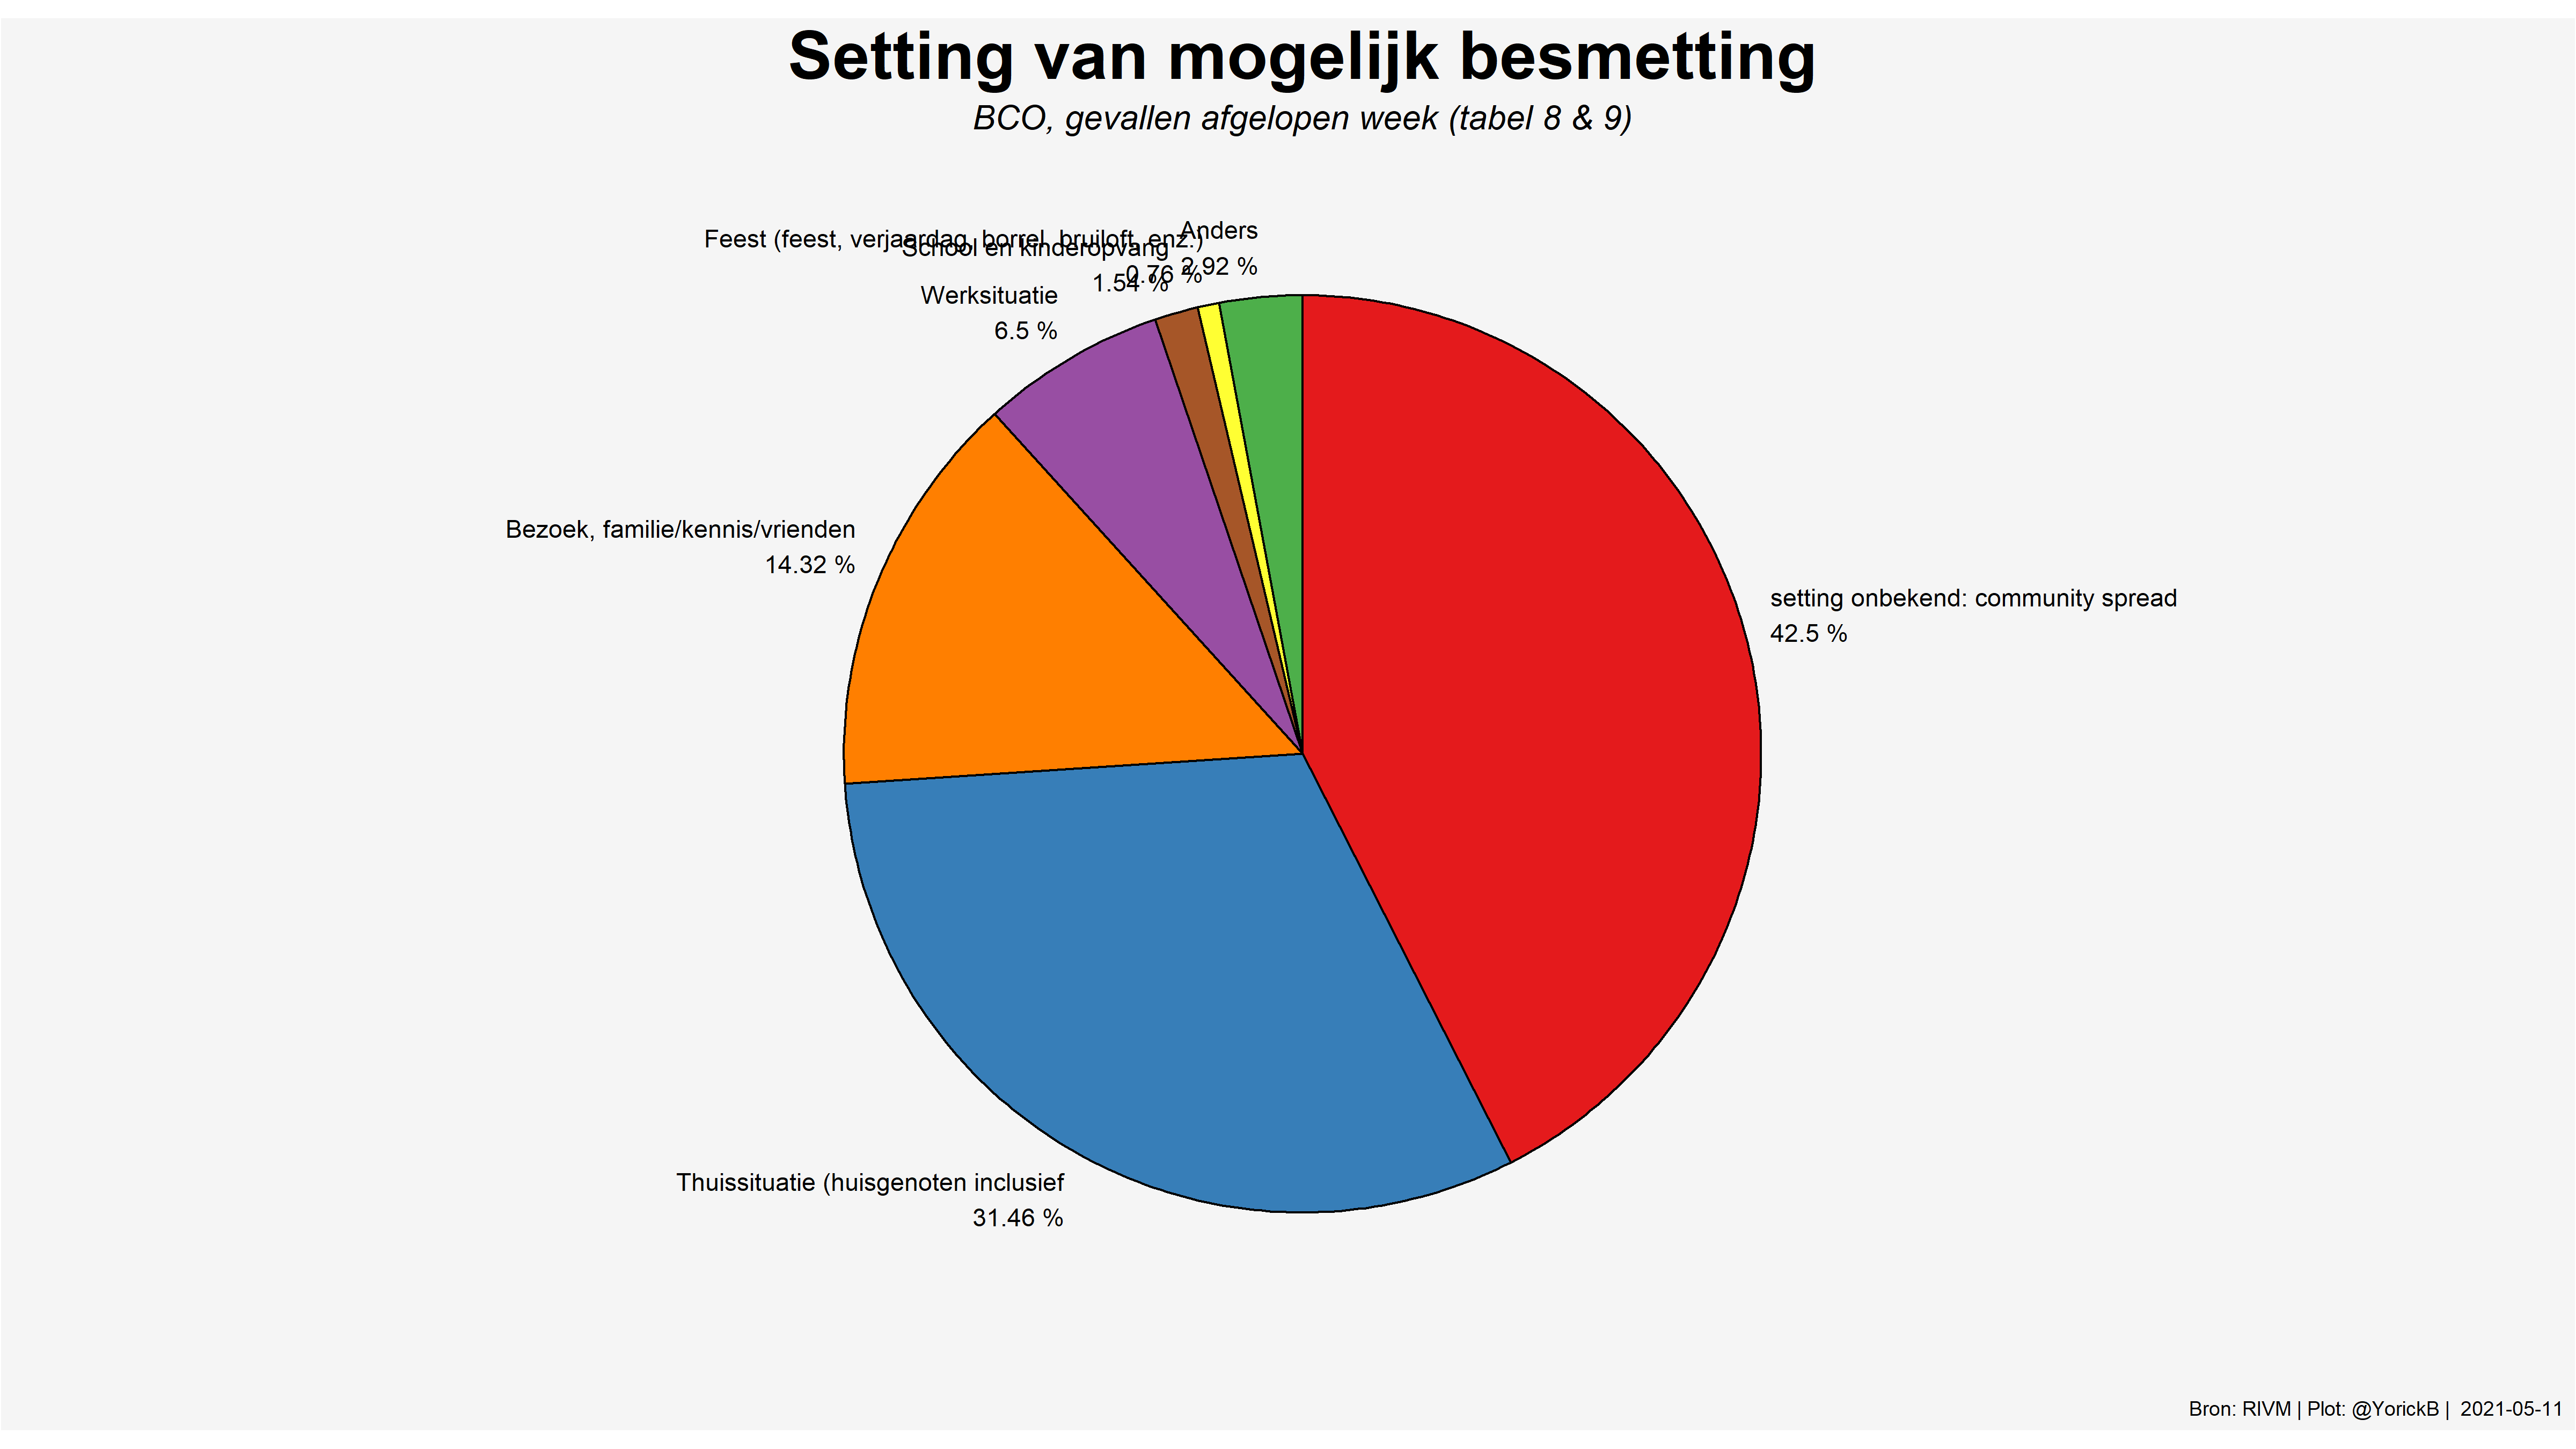 Setting van mogelijk besmetting
BCO, gevallen afgelopen week (tabel 8 & 9)
Anders
2.92 %
Feest (feest, verjaardag, borrel, bruiloft, enz.)
0.76 %
School en kinderopvang
1.54 %
Werksituatie
6.5 %
Bezoek, familie/kennis/vrienden
14.32 %
setting onbekend: community spread
42.5 %
Thuissituatie (huisgenoten inclusief
31.46 %
Bron: RIVM | Plot: @YorickB | 2021-05-11